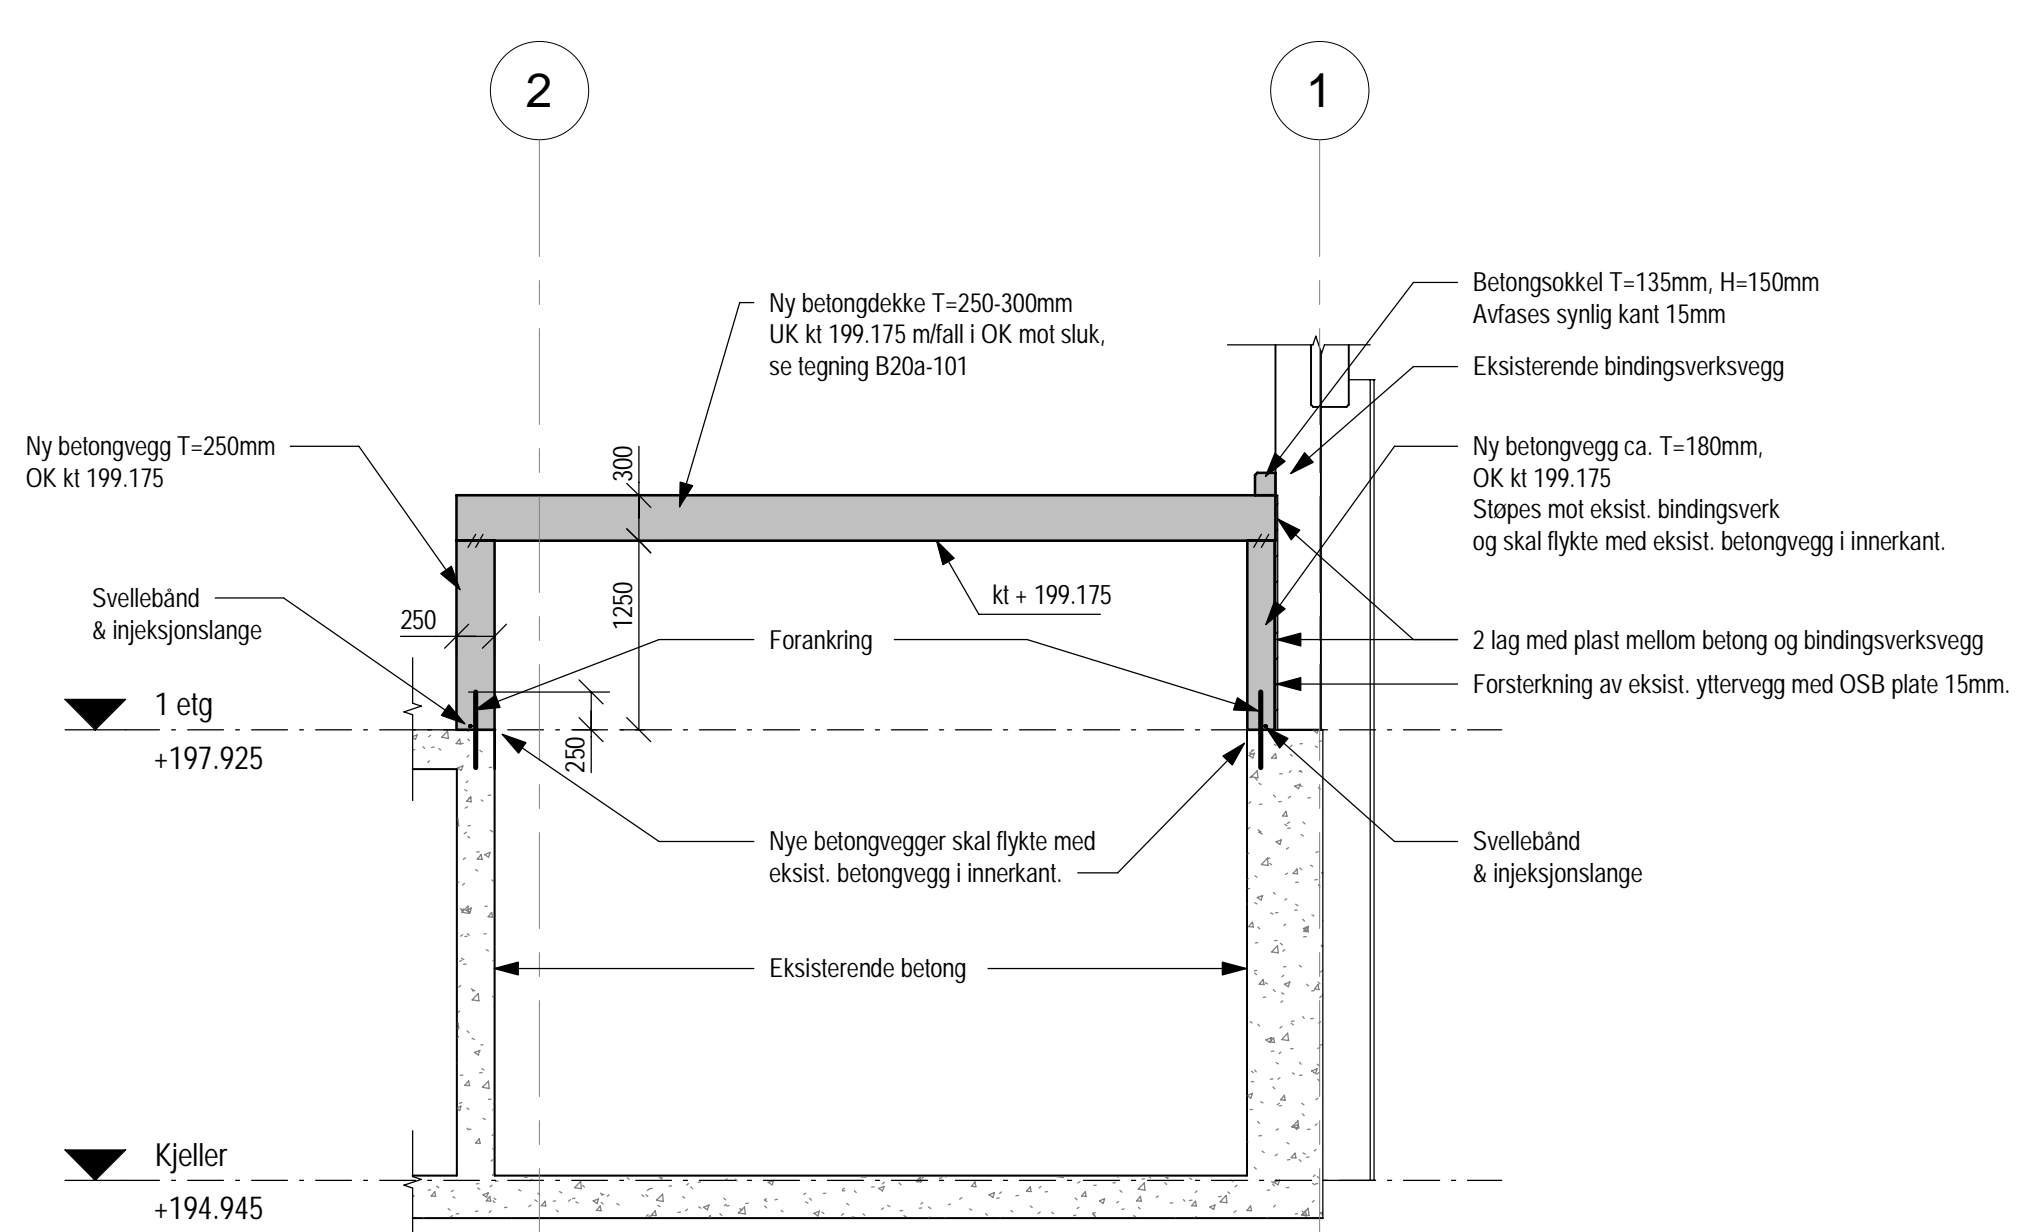 2
1
Ny betongdekke T=250-300mm
UK kt 199.175 m/fall i OK mot sluk,
se tegning B20a-101
Betongsokkel T=135mm, H=150mm
Avfases synlig kant 15mm
Eksisterende bindingsverksvegg
Ny betongvegg T=250mm
OK kt 199.175
300
Ny betongvegg ca. T=180mm,
OK kt 199.175
Støpes mot eksist. bindingsverk
og skal flykte med eksist. betongvegg i innerkant.
Svellebånd
& injeksjonslange
250
1250
kt + 199.175
Forankring
2 lag med plast mellom betong og bindingsverksvegg
Forsterkning av eksist. yttervegg med OSB plate 15mm.
1 etg
+197.925
250
Nye betongvegger skal flykte med
eksist. betongvegg i innerkant.
Svellebånd
& injeksjonslange
Eksisterende betong
Kjeller
+194.945